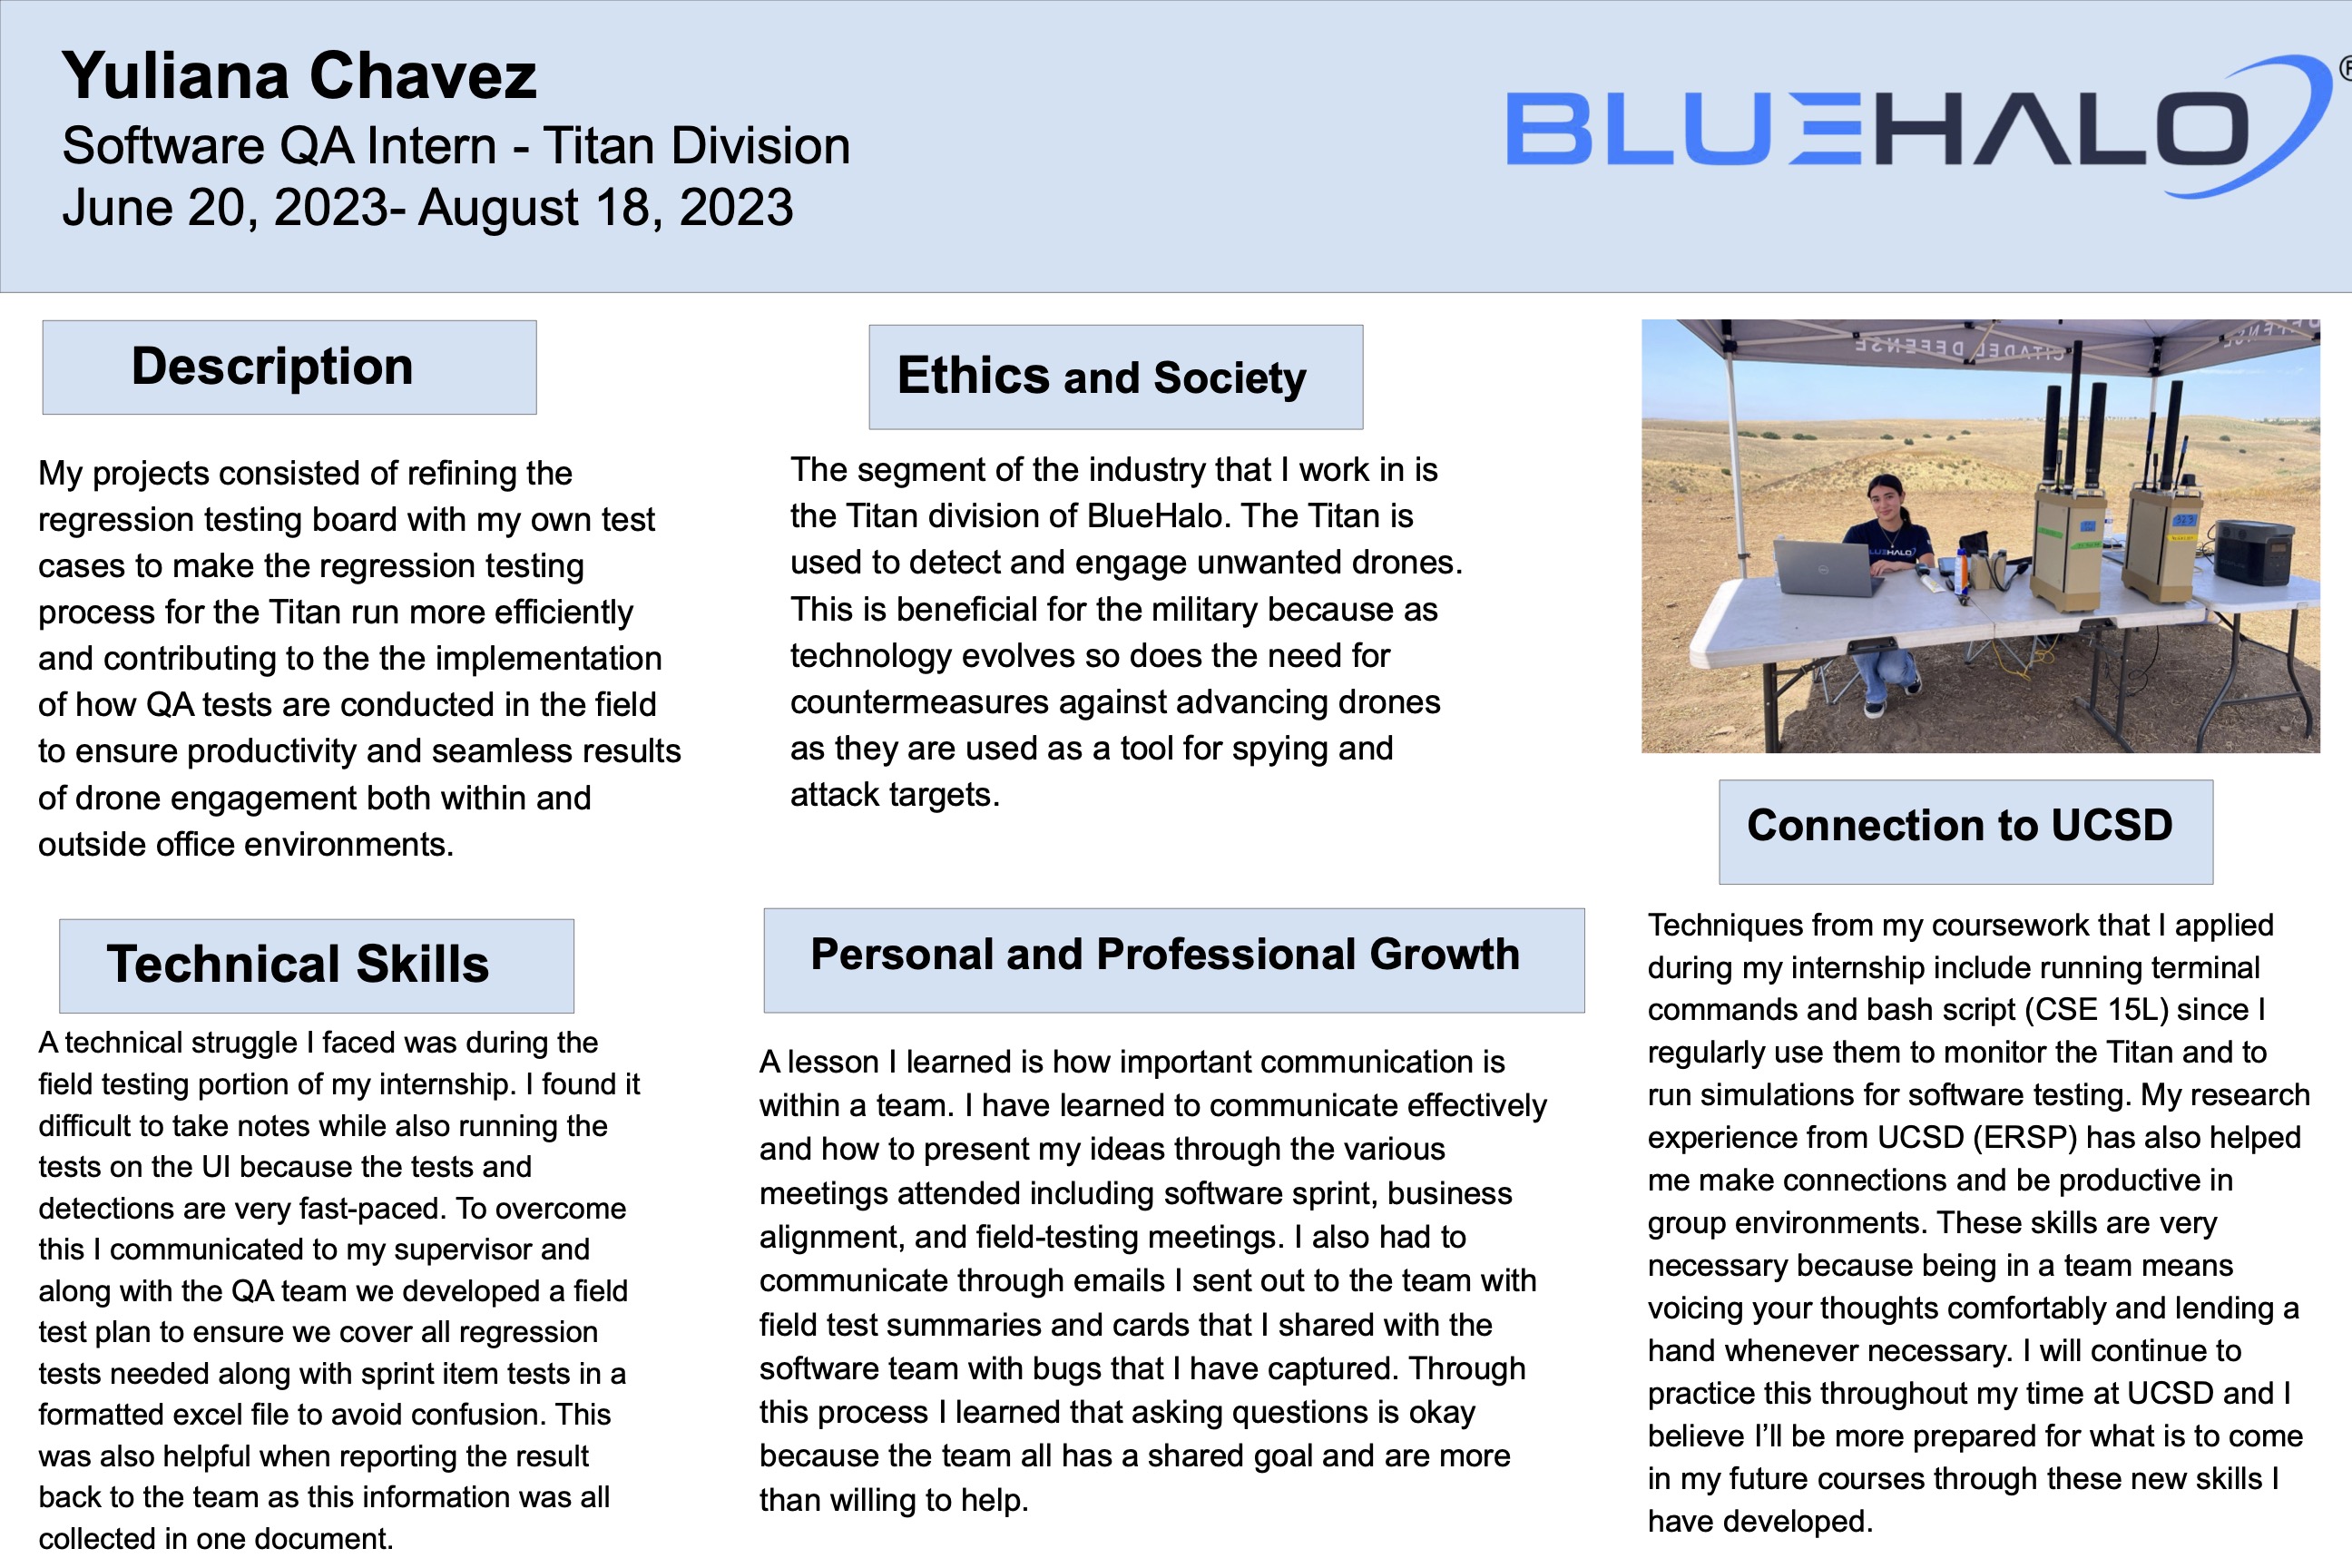 Yuliana Chavez
Software QA Intern - Titan Division
June 20, 2023- August 18, 2023
BLUEHALO
Description
My projects consisted of refining the
regression testing board with my own test
cases to make the regression testing
process for the Titan run more efficiently
and contributing to the the implementation
of how QA tests are conducted in the field
to ensure productivity and seamless results
of drone engagement both within and
outside office environments.
Technical Skills
A technical struggle I faced was during the
field testing portion of my internship. I found it
difficult to take notes while also running the
tests on the UI because the tests and
detections are very fast-paced. To overcome
this I communicated to my supervisor and
along with the QA team we developed a field
test plan to ensure we cover all regression
tests needed along with sprint item tests in a
formatted excel file to avoid confusion. This
was also helpful when reporting the result
back to the team as this information was all
collected in one document.
Ethics and Society
The segment of the industry that I work in is
the Titan division of BlueHalo. The Titan is
used to detect and engage unwanted drones.
This is beneficial for the military because as
technology evolves so does the need for
countermeasures against advancing drones
as they are used as a tool for spying and
attack targets.
Personal and Professional Growth
A lesson I learned is how important communication is
within a team. I have learned to communicate effectively
and how to present my ideas through the various
meetings attended including software sprint, business
alignment, and field-testing meetings. I also had to
communicate through emails I sent out to the team with
field test summaries and cards that I shared with the
software team with bugs that I have captured. Through
this process I learned that asking questions is okay
because the team all has a shared goal and are more
than willing to help.
CITADEL DEFENSE
BLUEHALO
363
Connection to UCSD
Techniques from my coursework that I applied
during my internship include running terminal
commands and bash script (CSE 15L) since I
regularly use them to monitor the Titan and to
run simulations for software testing. My research
experience from UCSD (ERSP) has also helped
me make connections and be productive in
group environments. These skills are very
necessary because being in a team means
voicing your thoughts comfortably and lending a
hand whenever necessary. I will continue to
practice this throughout my time at UCSD and I
believe I’ll be more prepared for what is to come
in my future courses through these new skills I
have developed.